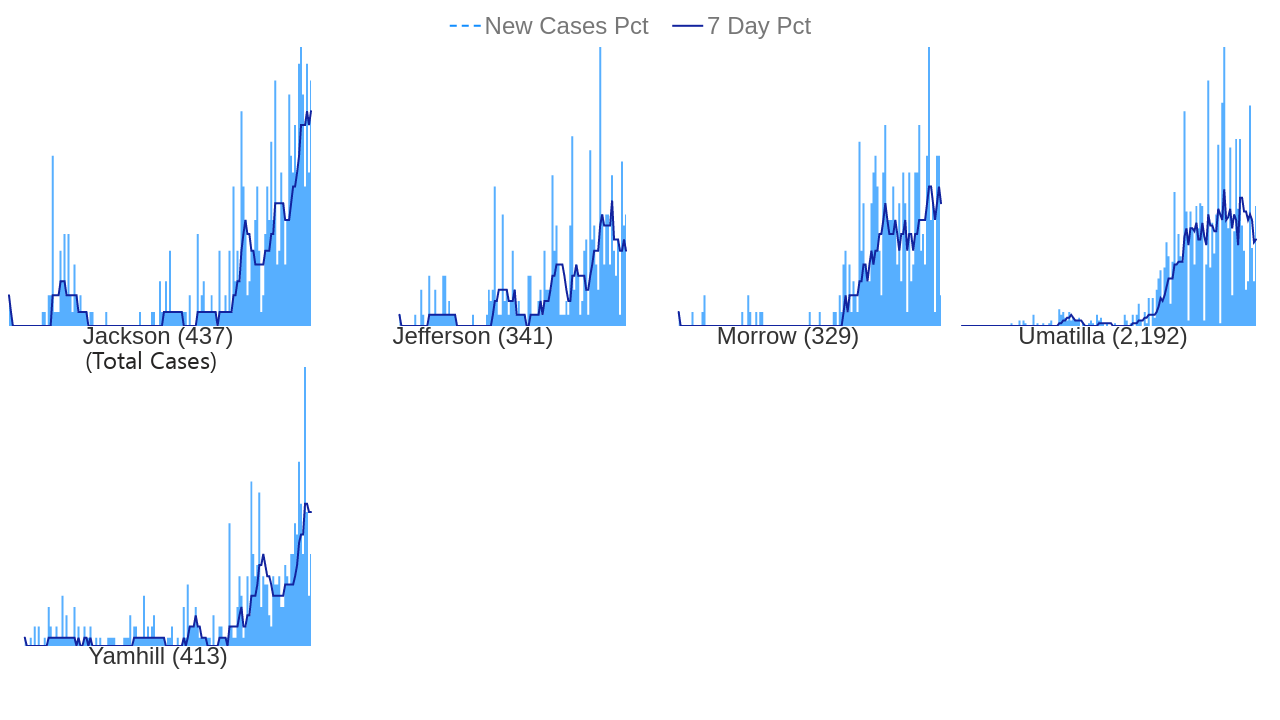 New Cases Pct 7 Day Pct
Jackson (437) Jefferson (341) Morrow (329) Umatilla (2,192)
(Total Cases)
Yamhill (413)